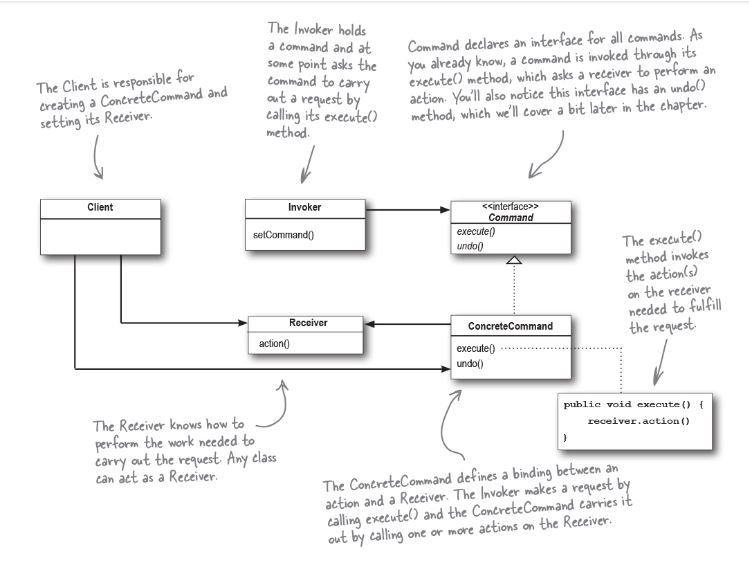 The Client is responsible for
creating a ConcreteCommand and
setting its Receiver.
The Invoker holds
a command and at
some point asks the
command to carry
out a request by
calling its execute()
method.
Command declares an interface for all commands. As
you already know, a command is invoked through its
execute() method, which asks a receiver to perform an
action. You'll also notice this interface has an undo()
method, which we'll cover a bit later in the chapter.
Client
Invoker
setCommand()
<<interface>>
Command
execute()
undo()
The execute()
method invokes
the action(s)
on the receiver
needed to fulfill
the request.
Receiver
action()
ConcreteCommand
execute()
undo()
public void execute() {
receiver.action()
}
The Receiver knows how to
perform the work needed to
carry out the request. Any class
can act as a Receiver.
The ConcreteCommand defines a binding between an
action and a Receiver. The Invoker makes a request by
calling execute() and the ConcreteCommand carries it
out by calling one or more actions on the Receiver.